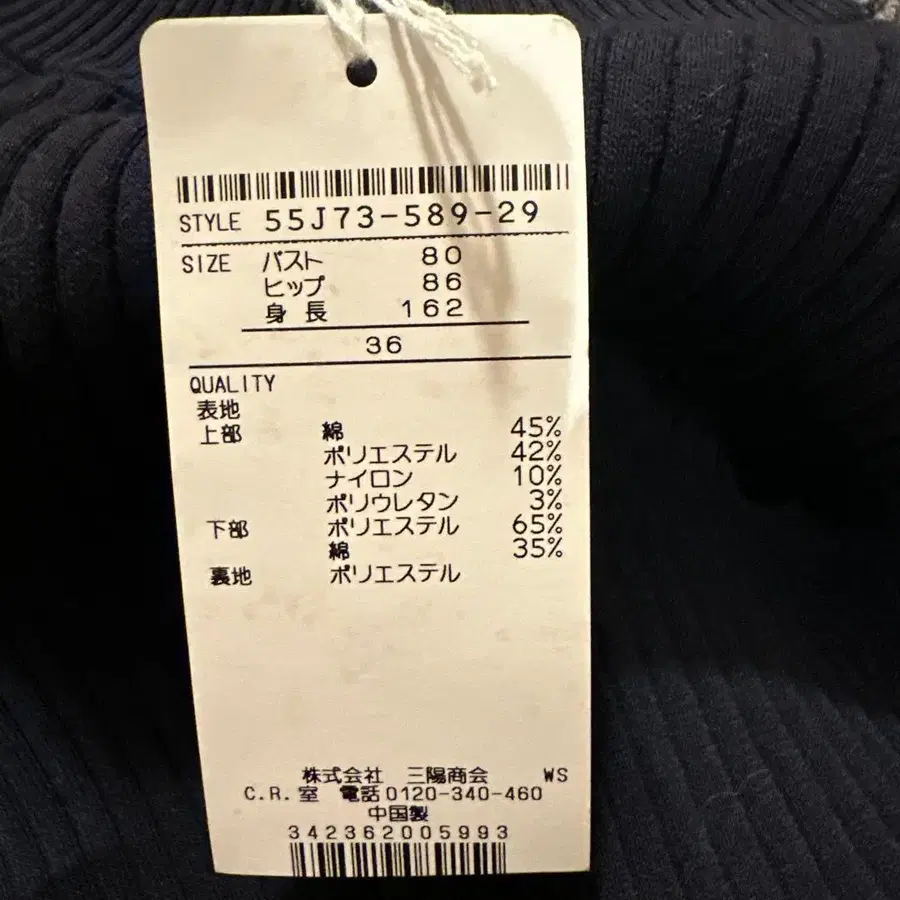 STYLE 55J73-589-29
SIZE バスト 80
ヒップ 86
身長 162
36
QUALITY
表地
上部 綿 45%
ポリエステル 42%
ナイロン 10%
ポリウレタン 3%
下部 ポリエステル 65%
綿 35%
裏地 ポリエステル
株式会社 三陽商会 WS
C.R.室 電話0120-340-460
中国製
342362005993